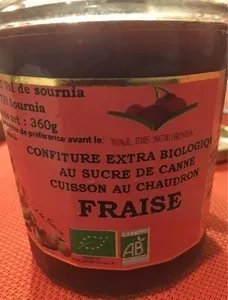 Val de sournia
Sournia
: 360g
de préférence avant le:
VAL DE SOURNIA
CONFITURE EXTRA BIOLOGIQU
AU SUCRE DE CANNE
CUISSON AU CHAUDRON
FRAISE
AB